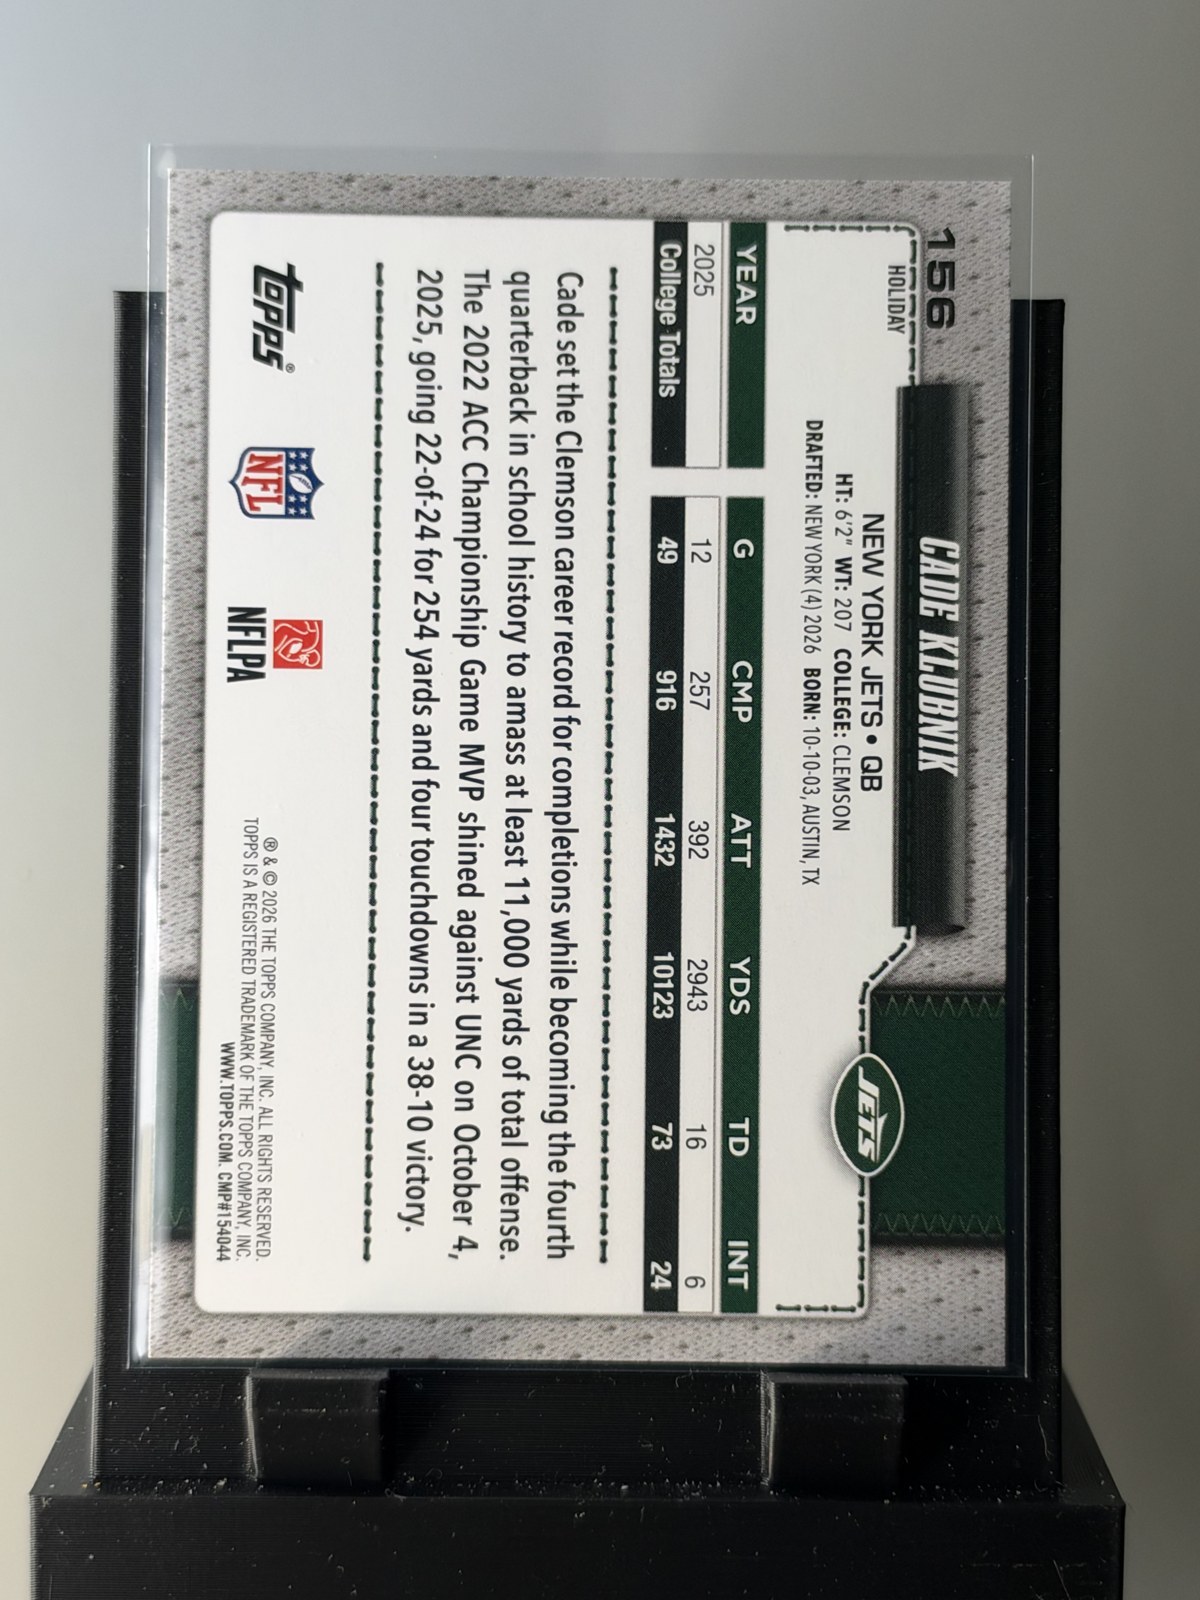 156
HOLIDAY
CADE KLUBNIK
NEW YORK JETS • QB
HT: 6'2" WT: 207 COLLEGE: CLEMSON
DRAFTED: NEW YORK (4) 2026 BORN: 10-10-03, AUSTIN, TX
JETS
YEAR G CMP ATT YDS TD INT
2025 12 257 392 2943 16 6
College Totals 49 916 1432 10123 73 24
Cade set the Clemson career record for completions while becoming the fourth
quarterback in school history to amass at least 11,000 yards of total offense.
The 2022 ACC Championship Game MVP shined against UNC on October 4,
2025, going 22-of-24 for 254 yards and four touchdowns in a 38-10 victory.
topps®
NFL
NFLPA
® & © 2026 THE TOPPS COMPANY, INC. ALL RIGHTS RESERVED.
TOPPS IS A REGISTERED TRADEMARK OF THE TOPPS COMPANY, INC.
WWW.TOPPS.COM. CMP#154044